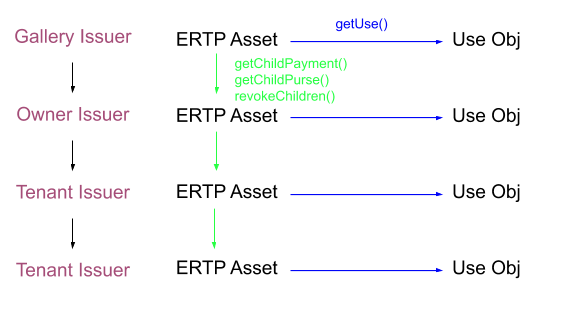 getUse()
Gallery Issuer ERTP Asset Use Obj
getChildPayment()
getChildPurse()
revokeChildren()
Owner Issuer ERTP Asset Use Obj
Tenant Issuer ERTP Asset Use Obj
Tenant Issuer ERTP Asset Use Obj